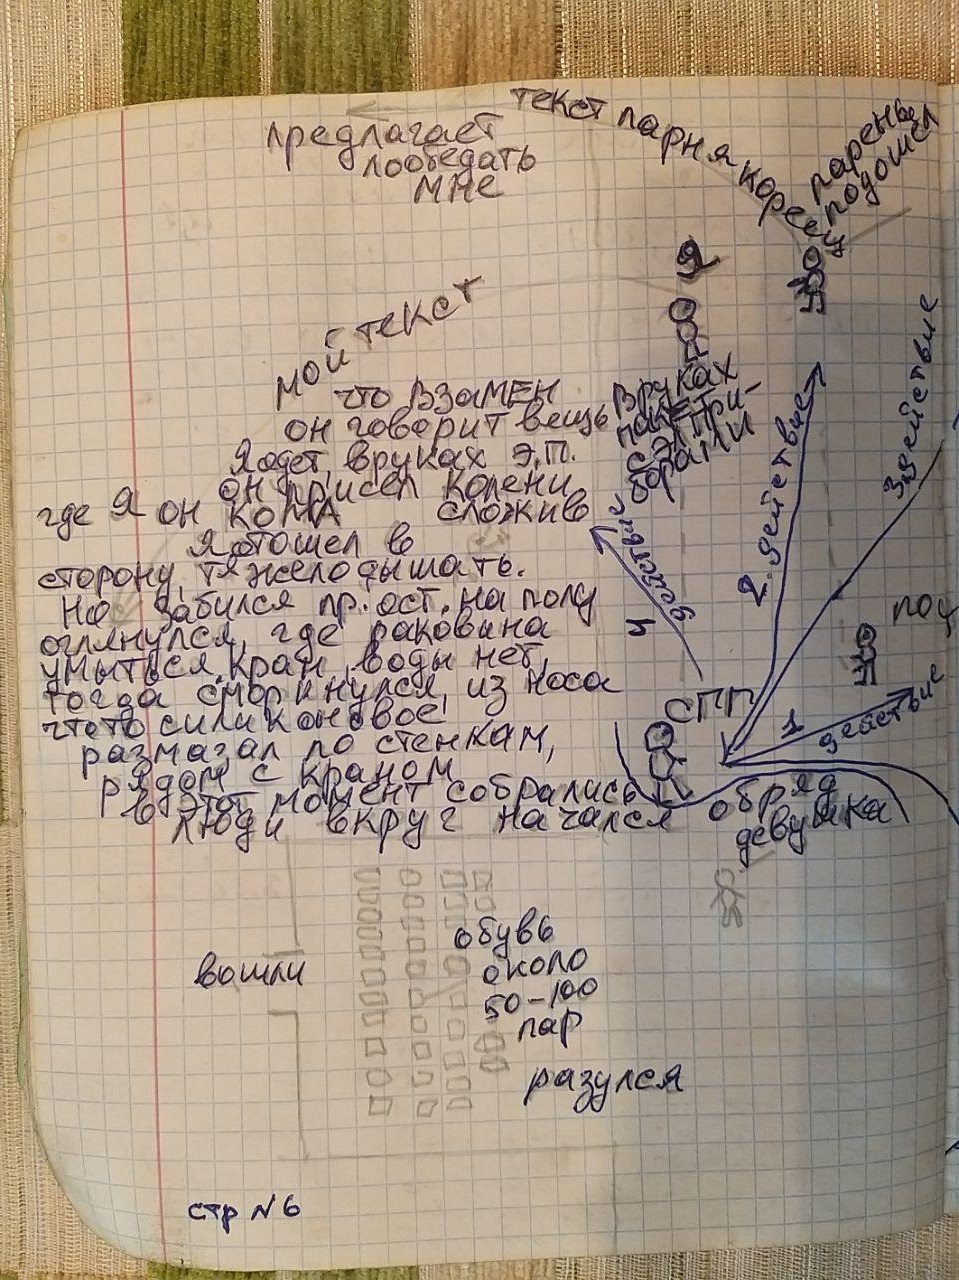 текст парня кореец
парень
подошел
предлагает
пообедать
мне
Я
мой текст
что взамен
он говорит вещь
Я одет, в руках э.п.
он присел колени
где Я он кома сложив
Я отошел в
сторону, тяжело дышать.
Но забился пр. ост. на полу
оглянулся, где раковина
умыться, кран, воды нет,
тогда сморкнулся, из носа
чтото силиконовое,
размазал по стенкам,
рядом с краном
в этот момент собрались
люди вкруг начался
в руках
пакет
с эл. при-
борами
4 действие
2 действие
3 действие
СПП
1
действие
поц
обряд
девушка
вошли
обувь
около
50-100
пар
разулся
стр №6